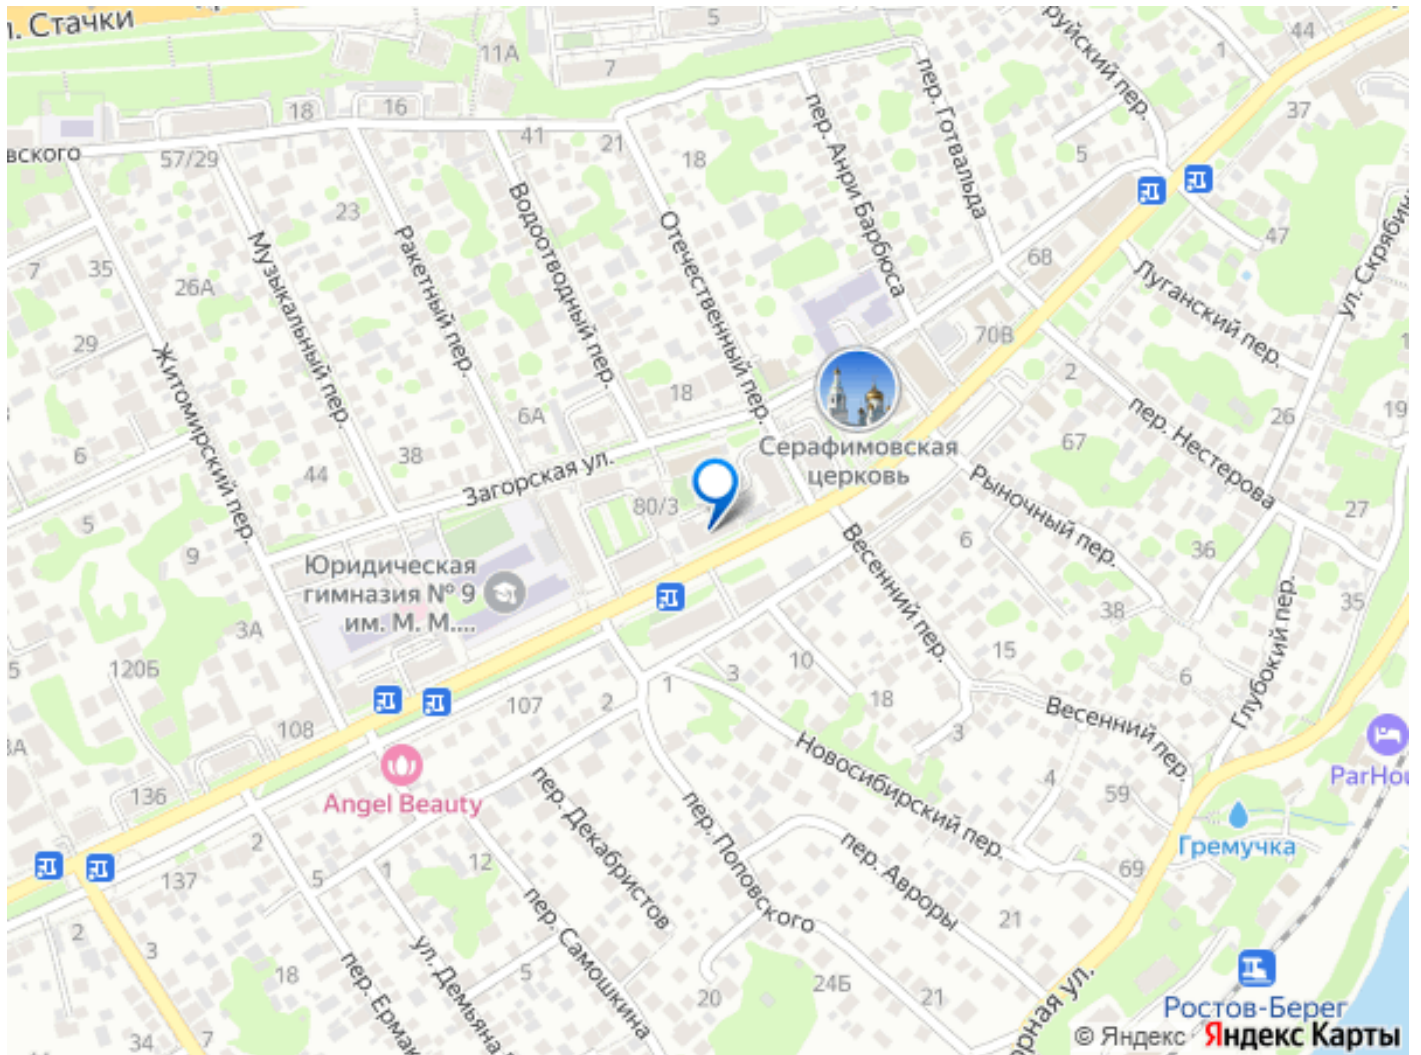 л. Стачки
5
44
1
11А
7
18
16
37
вского
57/29
41
21
18
5
руйский пер.
пер. Готвальда
пер. Анри Барбюса
23
7
35
26А
29
Музыкальный пер.
Ракетный пер.
Водоотводный пер.
Отечественный пер.
Житомирский пер.
68
47
70В
Луганский пер.
ул. Скрябин
2
26
19
67
пер. Нестерова
6А
18
38
44
6
5
9
Загорская ул.
80/3
Серафимовская
церковь
Рыночный пер.
6
36
27
38
35
Глубокий пер.
Юридическая
гимназия № 9
им. М. М....
3А
5
120Б
108
136
107
2
1
3
10
18
15
Весенний пер.
3
Весенний пер.
6
4
59
Новосибирский пер.
Angel Beauty
ParHou
Гремучка
69
пер. Декабристов
пер. Поповского
пер. Авроры
21
2
137
5
1
12
2
3
18
34
7
пер. Ермак
ул. Демьяна
пер. Самошкина
5
20
24Б
21
орная ул.
Ростов-Берег
© Яндекс Яндекс Карты